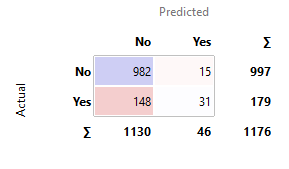 Predicted
No Yes Σ
No 982 15 997
Actual
Yes 148 31 179
Σ 1130 46 1176